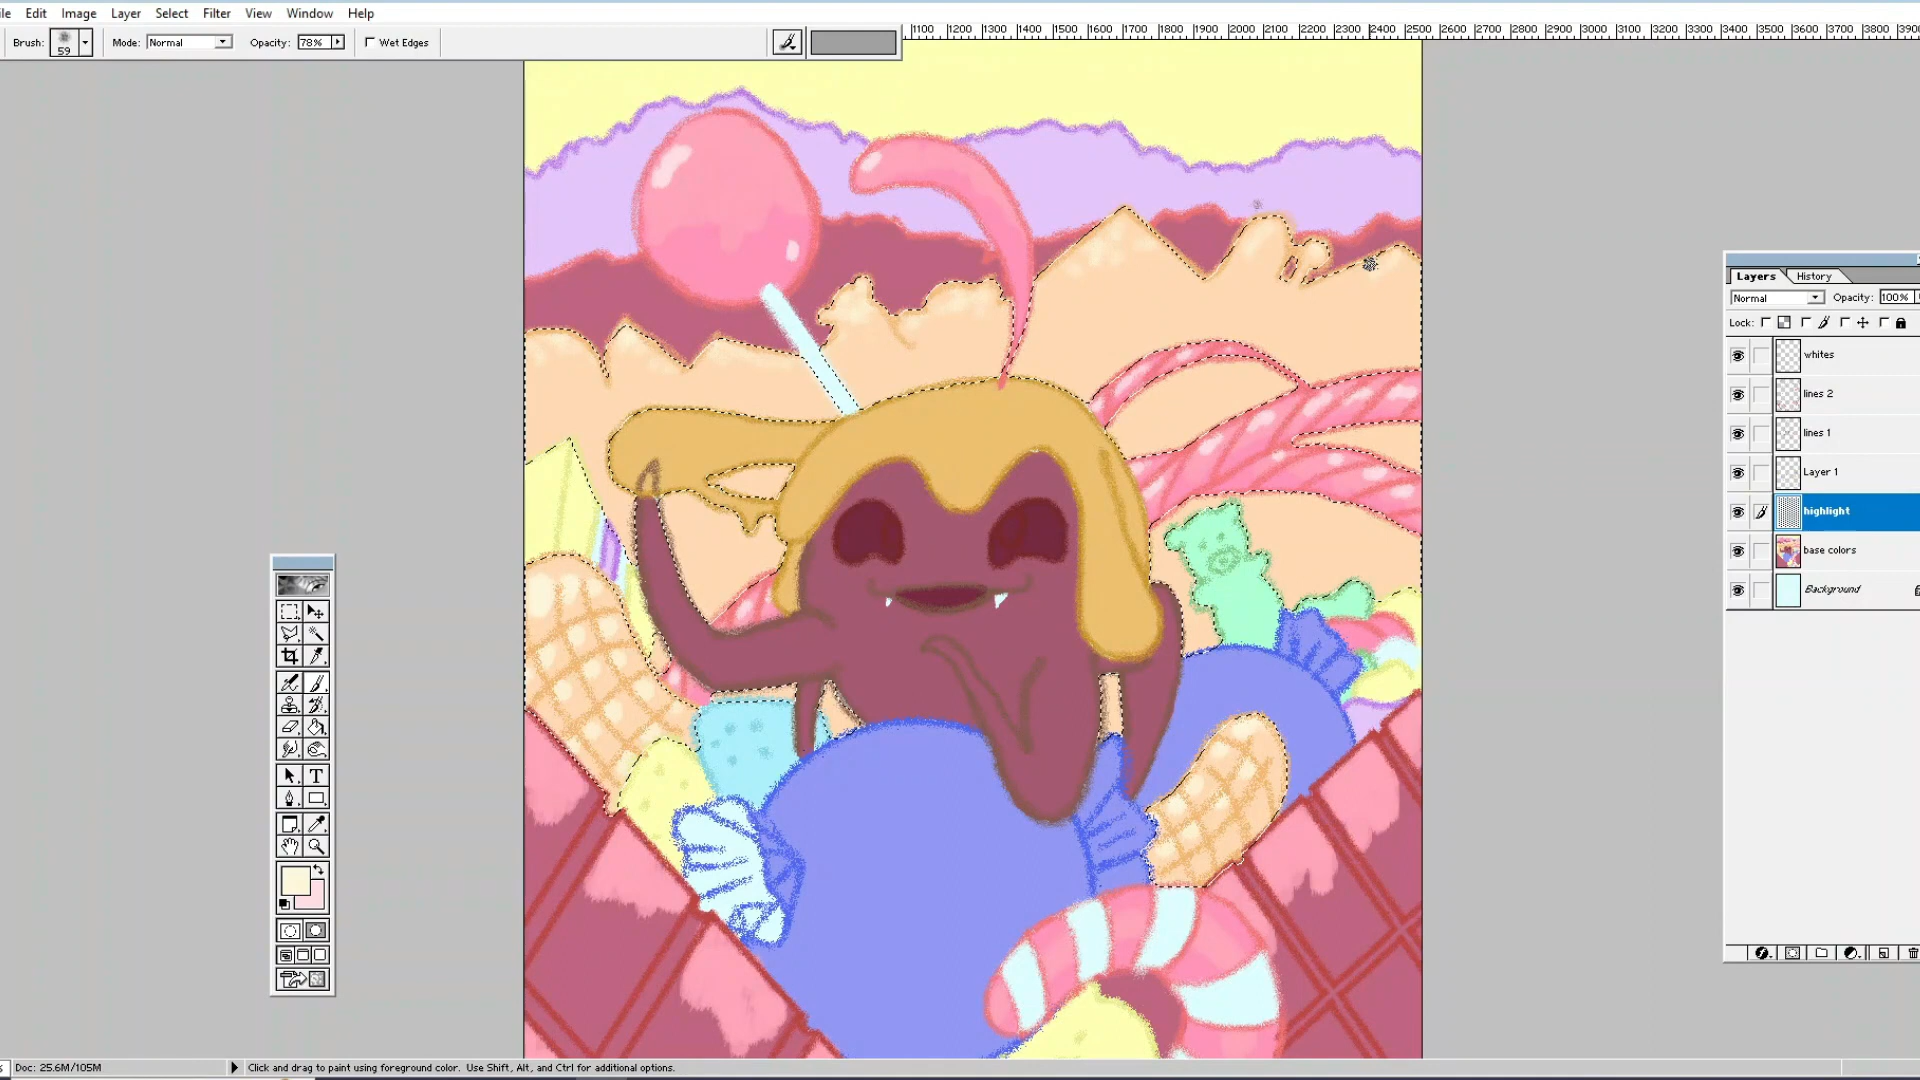 Edit Image Layer Select Filter View Window Help
Brush: 59 Mode: Normal Opacity: 78% Wet Edges
1100 1200 1300 1400 1500 1600 1700 1800 1900 2000 2100 2200 2300 2400 2500 2600 2700 2800 2900 3000 3100 3200 3300 3400 3500 3600 3700 3800
Layers History
Normal Opacity: 100%
Lock:
whites
lines 2
lines 1
Layer 1
highlight
base colors
Background
T
Doc: 25.6M/105M Click and drag to paint using foreground color. Use Shift, Alt, and Ctrl for additional options.